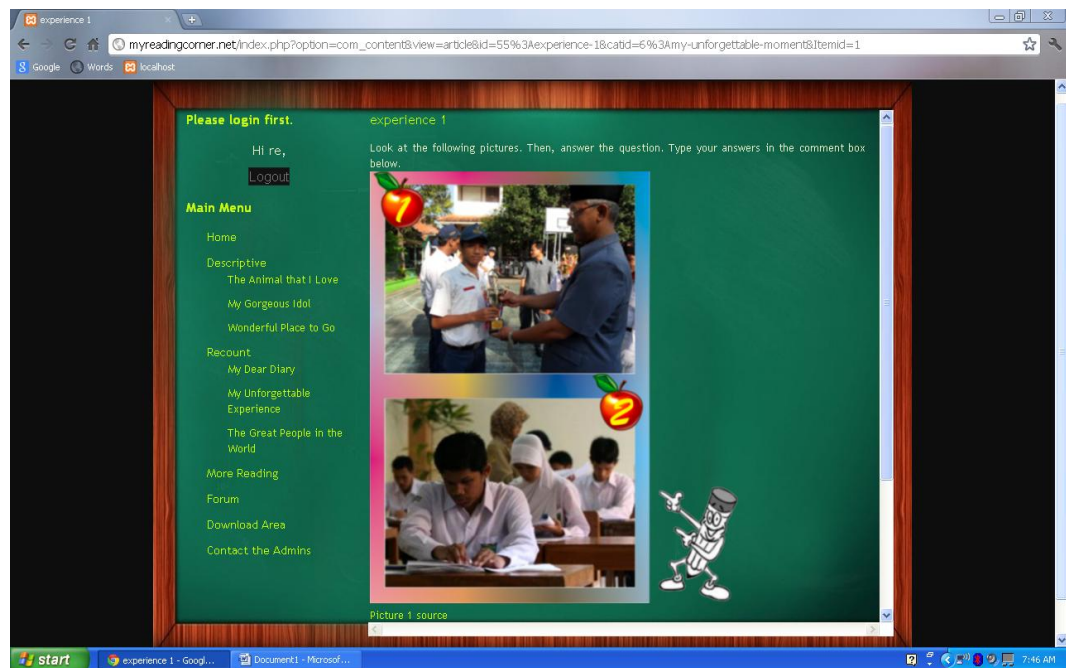 experience 1
myreadingcorner.net/index.php?option=com_content&view=article&id=55%3Aexperience-1&catid=6%3Amy-unforgettable-moment&Itemid=1
Google Words localhost
Please login first.
Hi re,
Logout
Main Menu
Home
Descriptive
The Animal that I Love
My Gorgeous Idol
Wonderful Place to Go
Recount
My Dear Diary
My Unforgettable
Experience
The Great People in the
World
More Reading
Forum
Download Area
Contact the Admins
experience 1
Look at the following pictures. Then, answer the question. Type your answers in the comment box
below.
1
2
Picture 1 source
start experience 1 - Googl... Document1 - Microsof... 7:46 AM